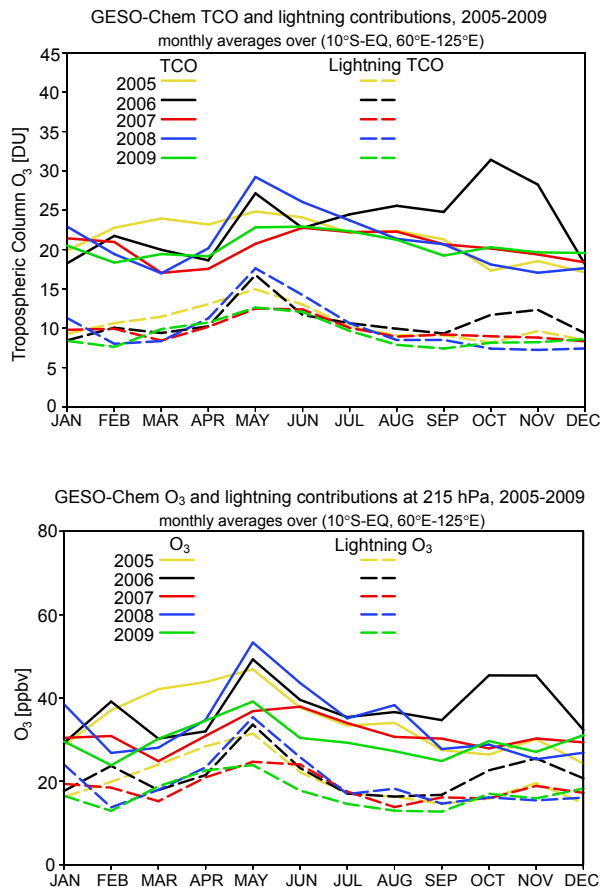 GESO-Chem TCO and lightning contributions, 2005-2009
monthly averages over (10°S-EQ, 60°E-125°E)
TCO Lightning TCO
2005
2006
2007
2008
2009
Tropospheric Column O₃ [DU]
45
40
35
30
25
20
15
10
5
0
JAN FEB MAR APR MAY JUN JUL AUG SEP OCT NOV DEC
GESO-Chem O₃ and lightning contributions at 215 hPa, 2005-2009
monthly averages over (10°S-EQ, 60°E-125°E)
O₃ Lightning O₃
2005
2006
2007
2008
2009
O₃ [ppbv]
80
60
40
20
0
JAN FEB MAR APR MAY JUN JUL AUG SEP OCT NOV DEC